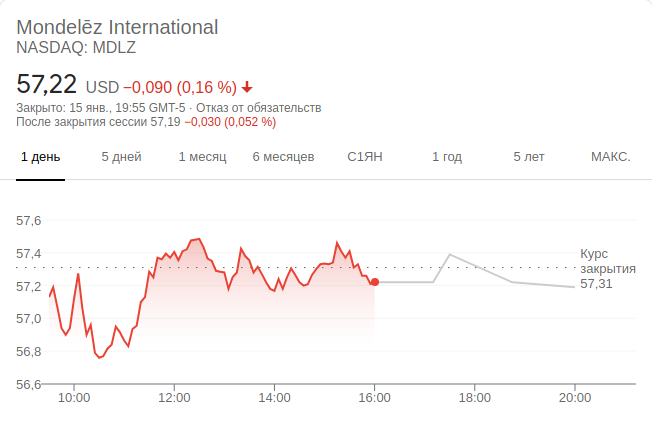 Mondelēz International
NASDAQ: MDLZ
57,22 USD −0,090 (0,16 %)
Закрыто: 15 янв., 19:55 GMT-5 · Отказ от обязательств
После закрытия сессии 57,19 −0,030 (0,052 %)
1 день 5 дней 1 месяц 6 месяцев С1ЯН 1 год 5 лет МАКС.
57,6
57,4
57,2
57,0
56,8
56,6
Курс
закрытия
57,31
10:00 12:00 14:00 16:00 18:00 20:00